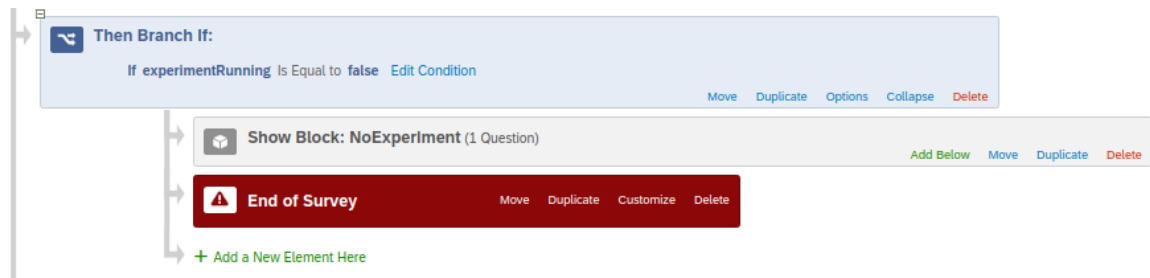 Then Branch If:
If experimentRunning Is Equal to false Edit Condition
Move Duplicate Options Collapse Delete
Show Block: NoExperiment (1 Question)
Add Below Move Duplicate Delete
End of Survey Move Duplicate Customize Delete
+ Add a New Element Here